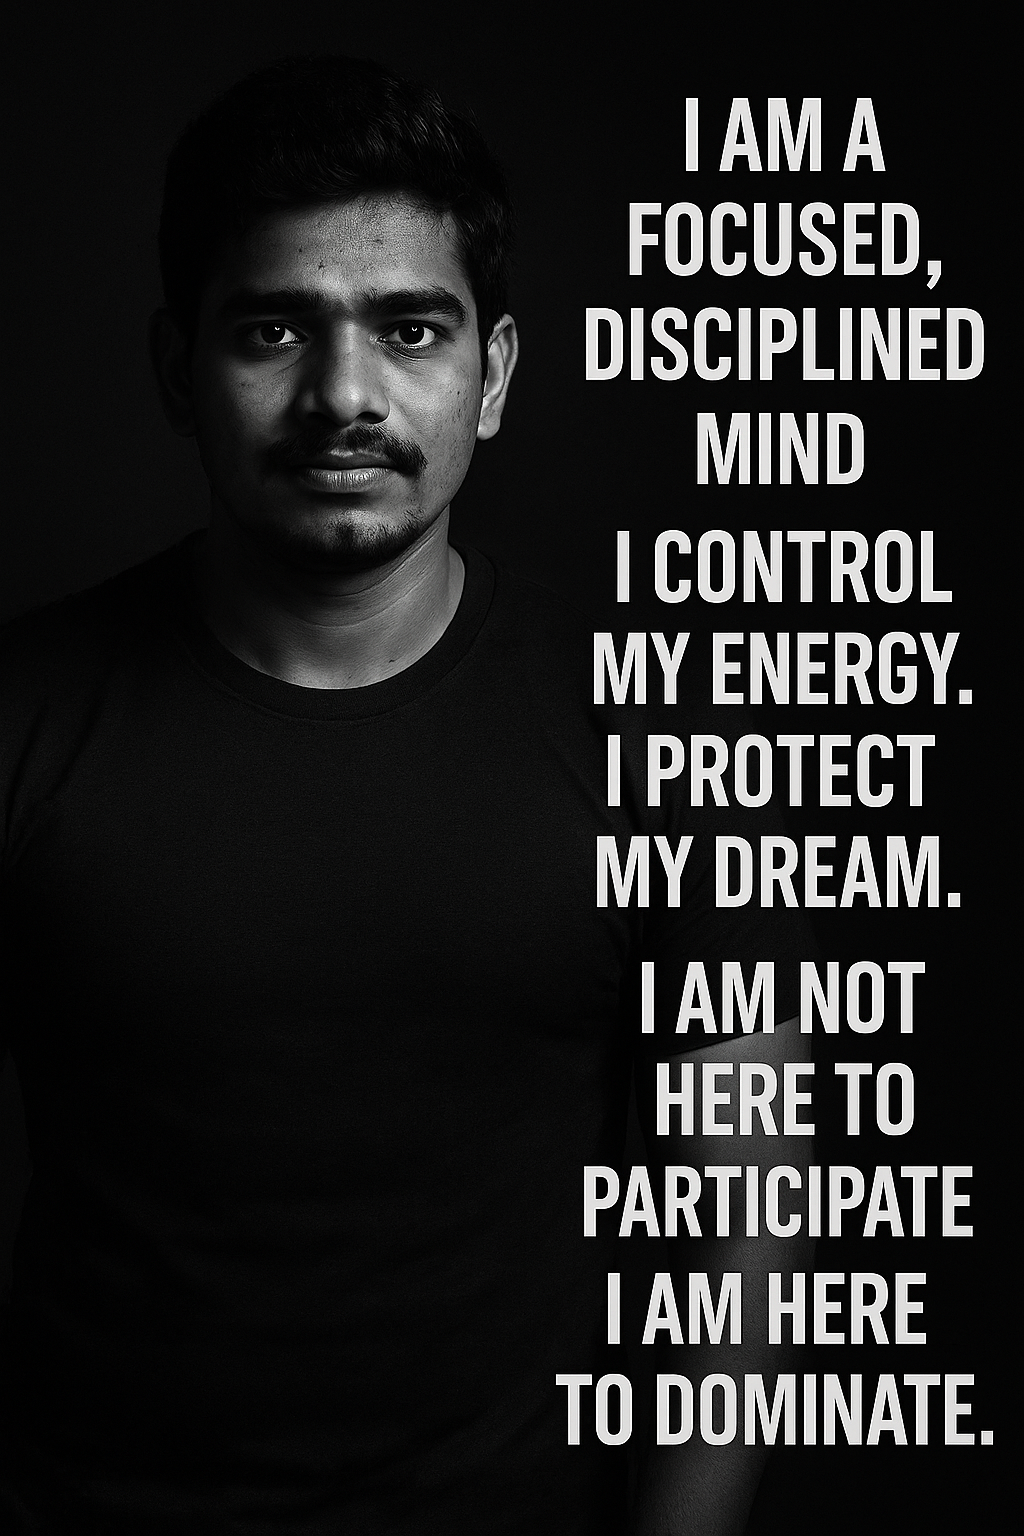 I AM A
FOCUSED,
DISCIPLINED
MIND
I CONTROL
MY ENERGY.
I PROTECT
MY DREAM.
I AM NOT
HERE TO
PARTICIPATE
I AM HERE
TO DOMINATE.